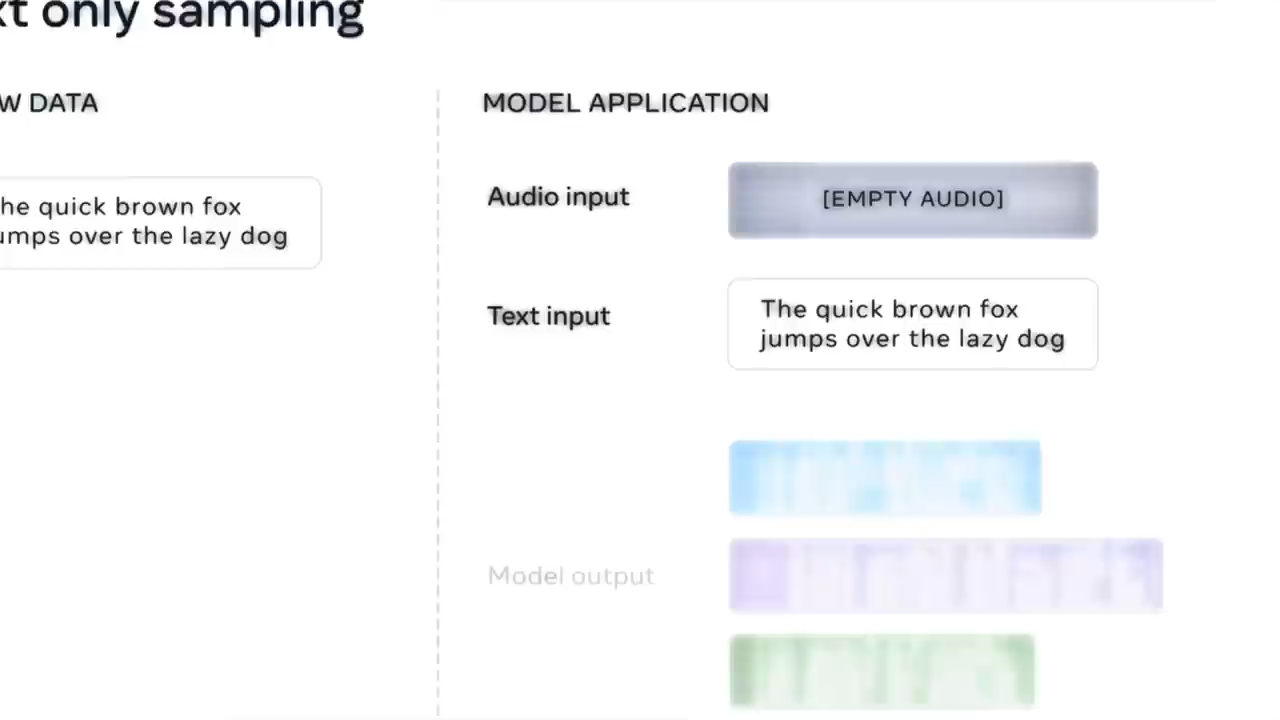 xt only sampling
W DATA
MODEL APPLICATION
he quick brown fox
umps over the lazy dog
Audio input
[EMPTY AUDIO]
Text input
The quick brown fox
jumps over the lazy dog
Model output